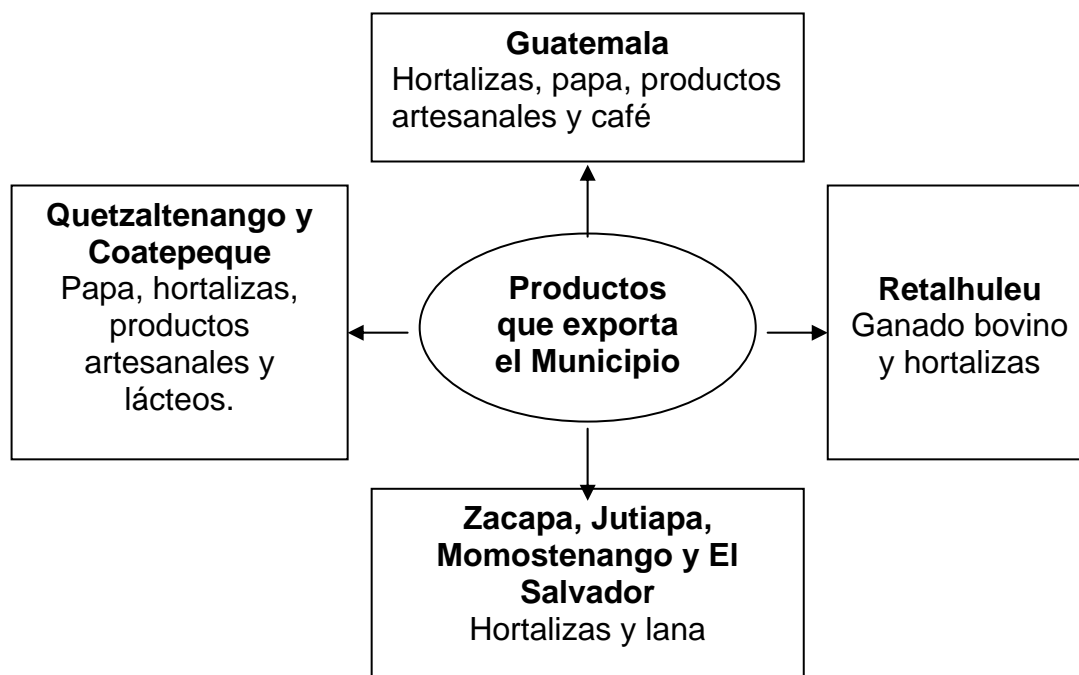 Guatemala
Hortalizas, papa, productos
artesanales y café
Quetzaltenango y
Coatepeque
Papa, hortalizas,
productos
artesanales y
lácteos.
Productos
que exporta
el Municipio
Retalhuleu
Ganado bovino
y hortalizas
Zacapa, Jutiapa,
Momostenango y El
Salvador
Hortalizas y lana